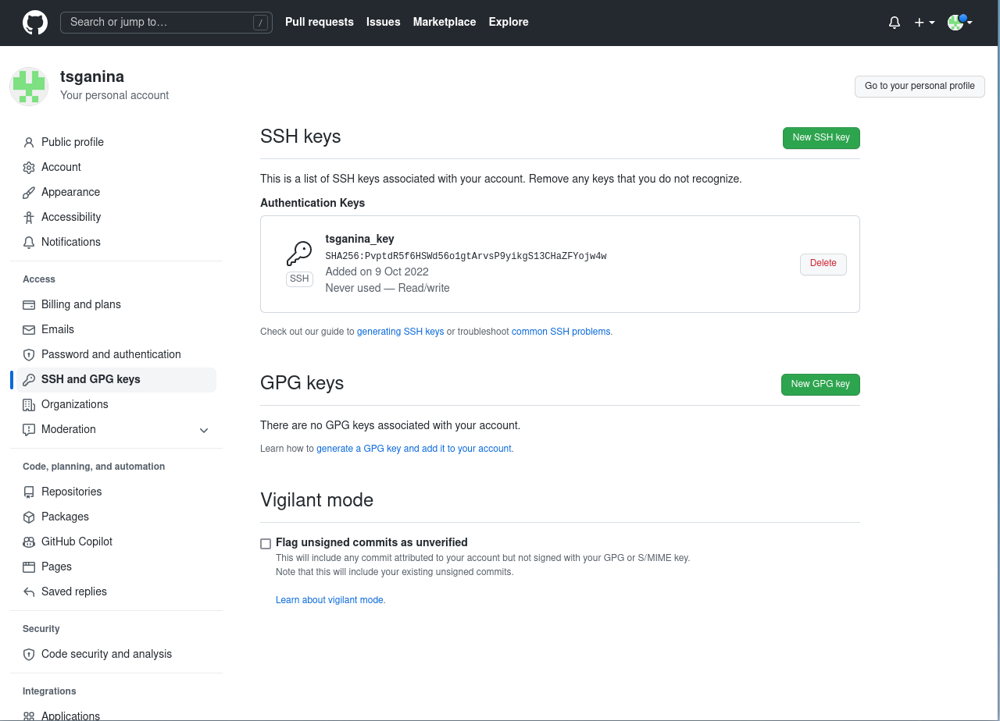 Search or jump to…
/
Pull requests
Issues
Marketplace
Explore
tsganina
Your personal account
Go to your personal profile
Public profile
Account
Appearance
Accessibility
Notifications
Access
Billing and plans
Emails
Password and authentication
SSH and GPG keys
Organizations
Moderation
Code, planning, and automation
Repositories
Packages
GitHub Copilot
Pages
Saved replies
Security
Code security and analysis
Integrations
Applications
SSH keys
New SSH key
This is a list of SSH keys associated with your account. Remove any keys that you do not recognize.
Authentication Keys
SSH
tsganina_key
SHA256:PvptdR5f6HSWd56o1gtArvsP9yikgS13CHaZFYojw4w
Added on 9 Oct 2022
Never used — Read/write
Delete
Check out our guide to generating SSH keys or troubleshoot common SSH problems.
GPG keys
New GPG key
There are no GPG keys associated with your account.
Learn how to generate a GPG key and add it to your account.
Vigilant mode
Flag unsigned commits as unverified
This will include any commit attributed to your account but not signed with your GPG or S/MIME key.
Note that this will include your existing unsigned commits.
Learn about vigilant mode.